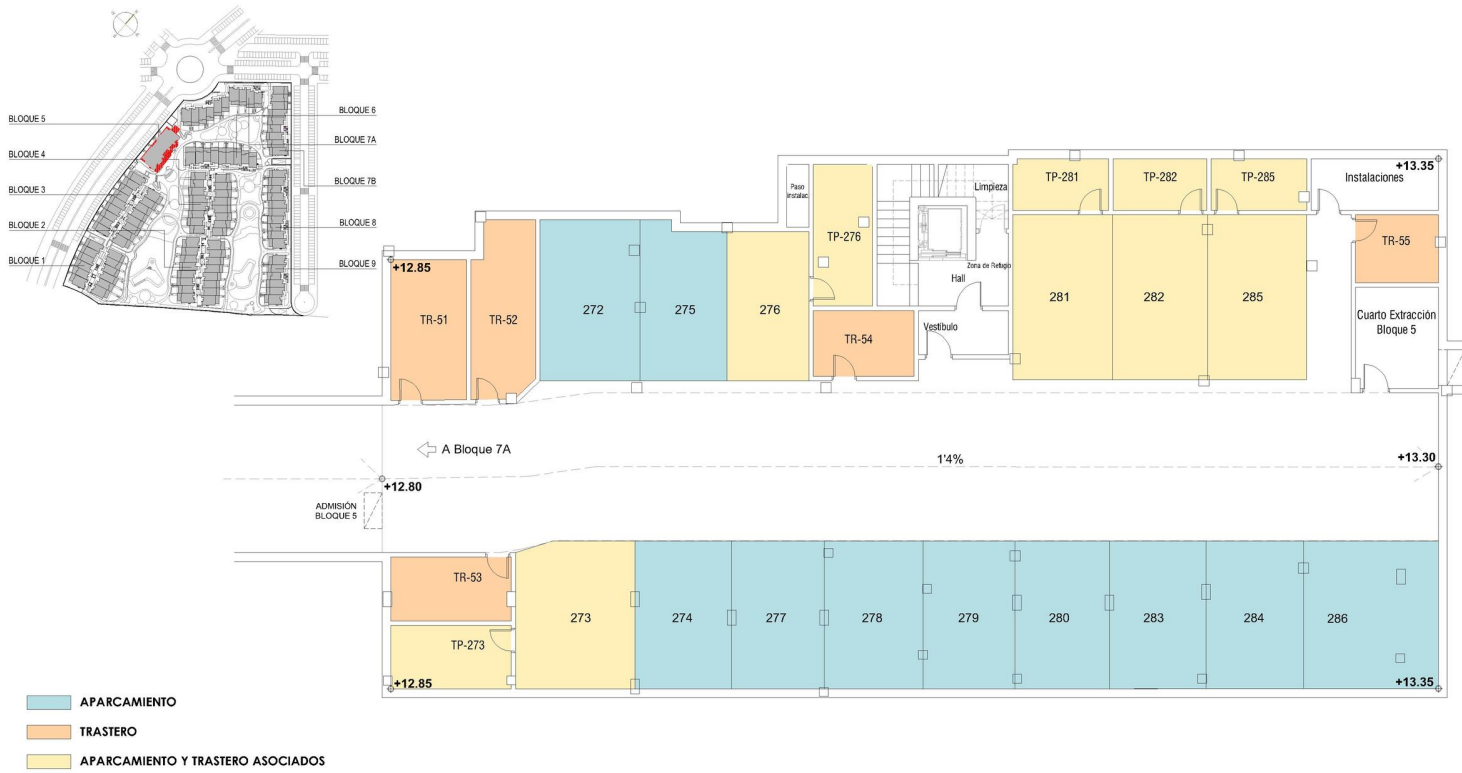 BLOQUE 5
BLOQUE 4
BLOQUE 3
BLOQUE 2
BLOQUE 1
BLOQUE 6
BLOQUE 7A
BLOQUE 7B
BLOQUE 8
BLOQUE 9
+12.85
TR-51
TR-52
272
275
276
Paso
instalac.
TP-276
TR-54
Limpieza
Zona de Refugio
Hall
Vestíbulo
TP-281
TP-282
TP-285
Instalaciones
+13.35
281
282
285
TR-55
Cuarto Extracción
Bloque 5
A Bloque 7A
1'4%
+13.30
+12.80
ADMISIÓN
BLOQUE 5
TR-53
TP-273
+12.85
273
274
277
278
279
280
283
284
286
+13.35
APARCAMIENTO
TRASTERO
APARCAMIENTO Y TRASTERO ASOCIADOS